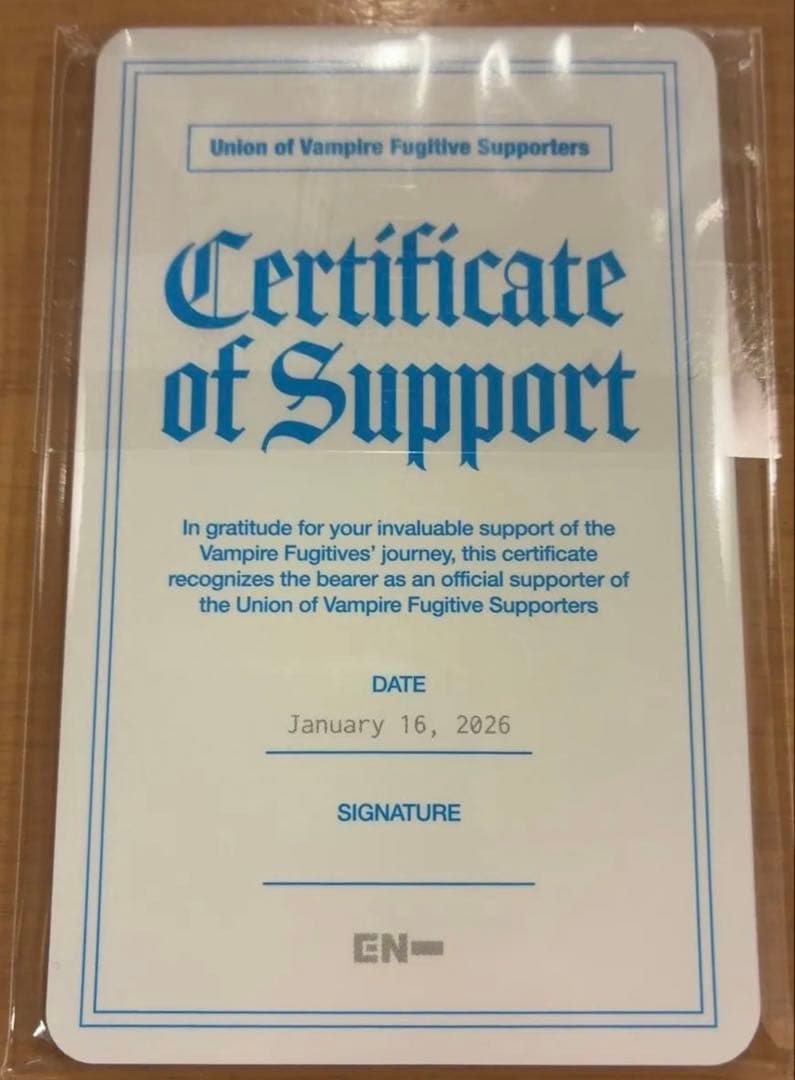 Union of Vampire Fugitive Supporters
Certificate
of Support
In gratitude for your invaluable support of the
Vampire Fugitives' journey, this certificate
recognizes the bearer as an official supporter of
the Union of Vampire Fugitive Supporters
DATE
January 16, 2026
SIGNATURE
EN-